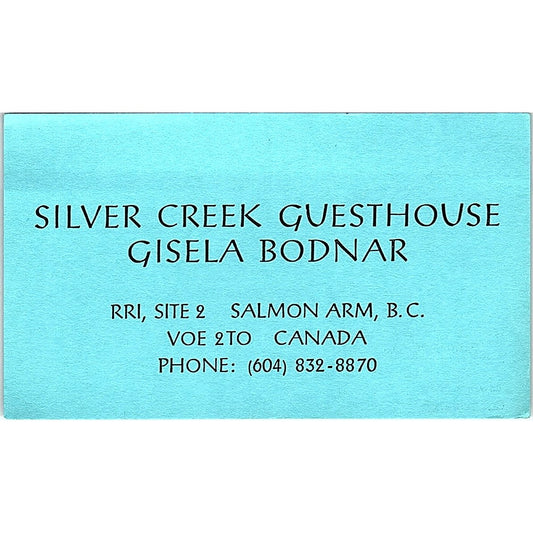 SILVER CREEK GUESTHOUSE
GISELA BODNAR
RRI, SITE 2 SALMON ARM, B.C.
VOE 2TO CANADA
PHONE: (604) 832-8870